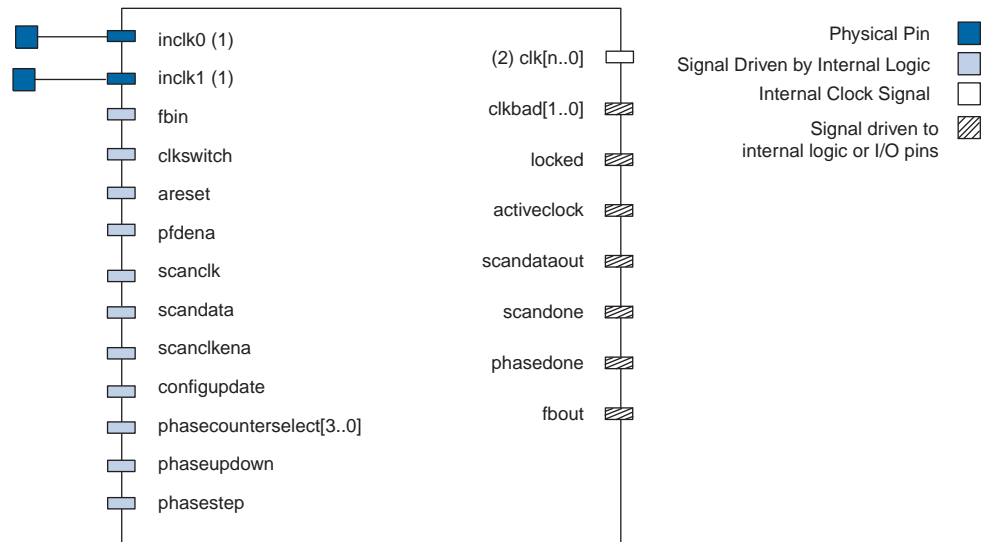 inclk0 (1)
inclk1 (1)
fbin
clkswitch
areset
pfdena
scanclk
scandata
scanclkena
configupdate
phasecounterselect[3..0]
phaseupdown
phasestep
(2) clk[n..0]
clkbad[1..0]
locked
activeclock
scandataout
scandone
phasedone
fbout
Physical Pin
Signal Driven by Internal Logic
Internal Clock Signal
Signal driven to
internal logic or I/O pins